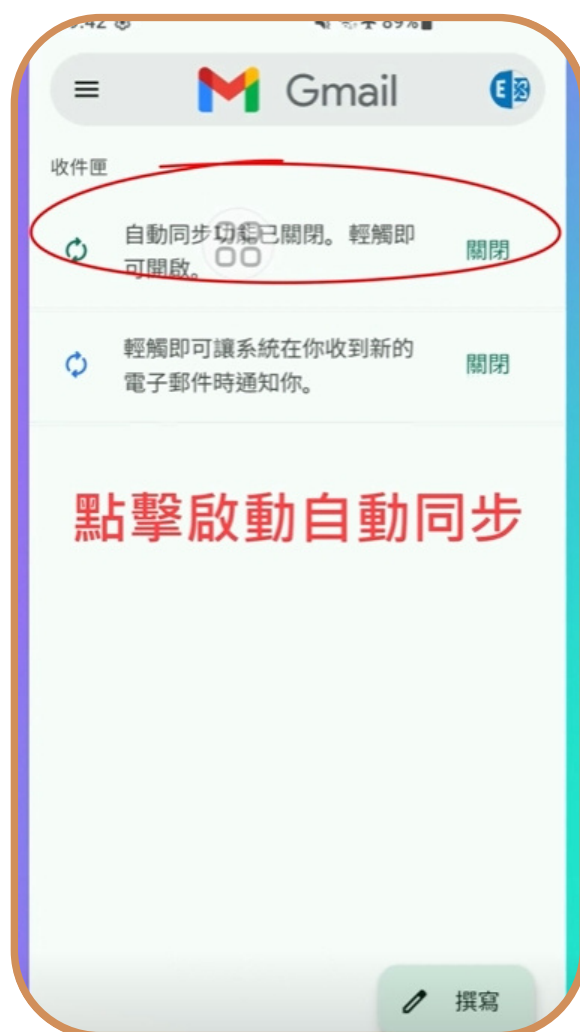 Gmail
收件匣
自動同步功能已關閉。輕觸即
可開啟。
關閉
輕觸即可讓系統在你收到新的
電子郵件時通知你。
關閉
點擊啟動自動同步
撰寫